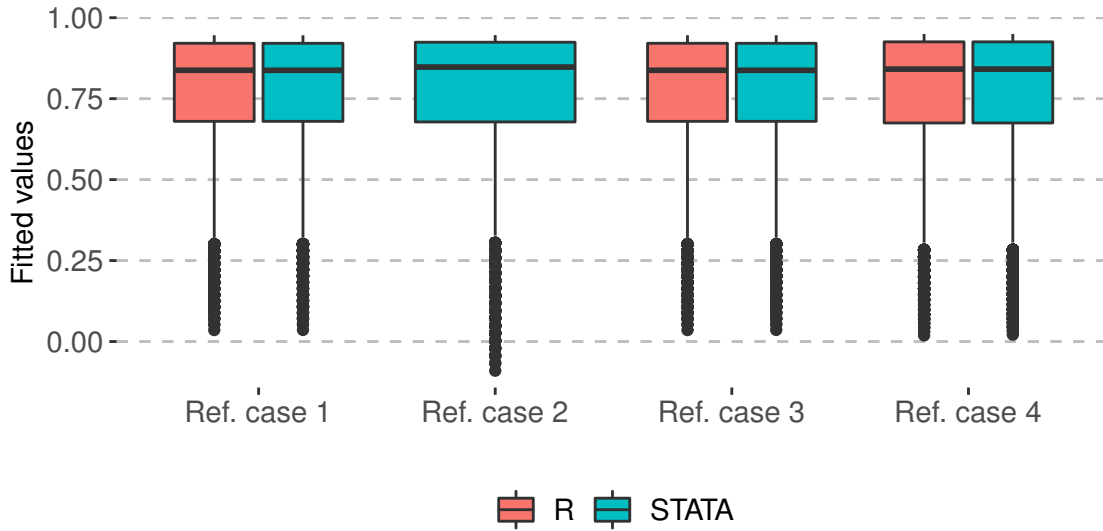 1.00
0.75
0.50
0.25
0.00
Fitted values
Ref. case 1
Ref. case 2
Ref. case 3
Ref. case 4
R
STATA